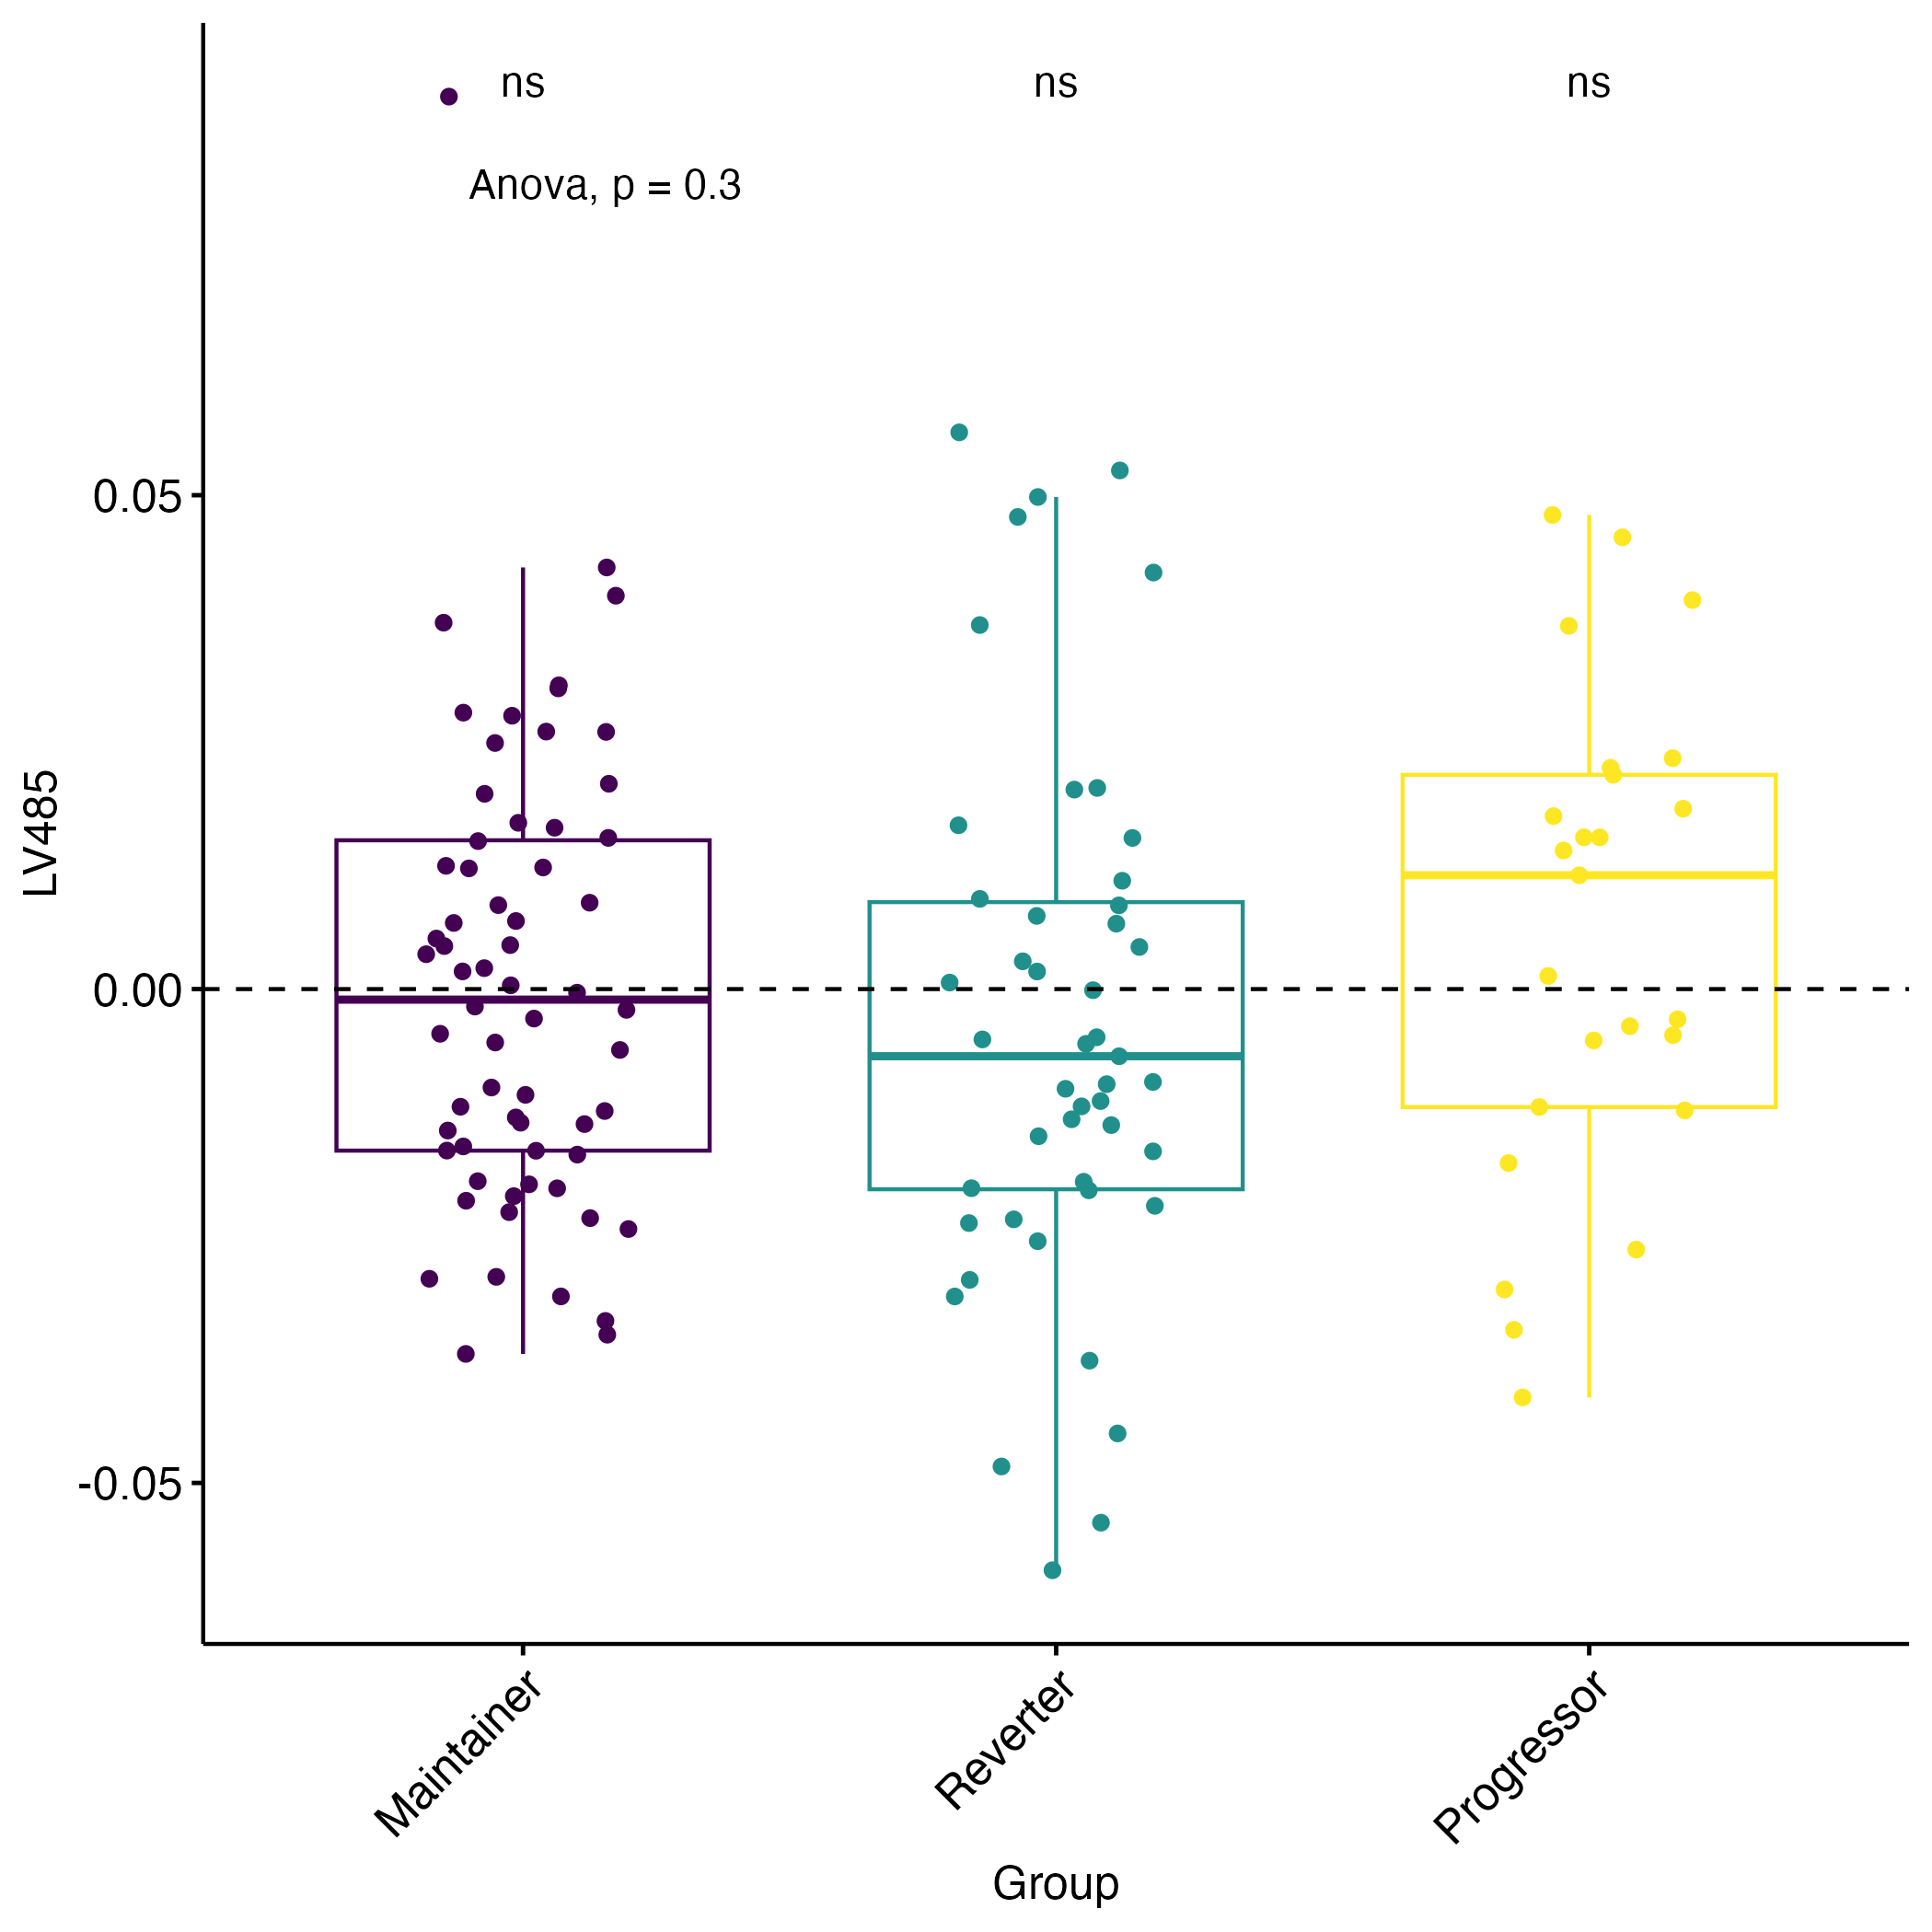 ns ns ns
Anova, p = 0.3
0.05
0.00
-0.05
LV485
Maintainer Reverter Progressor
Group